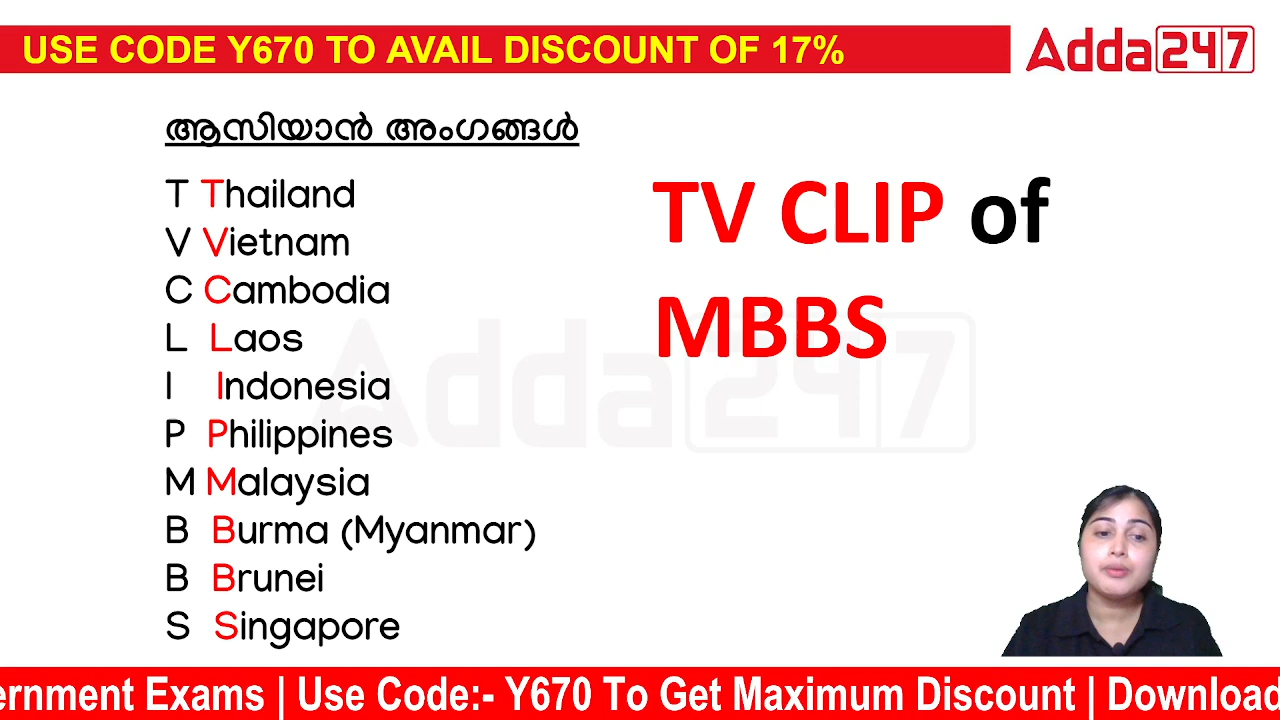 USE CODE Y670 TO AVAIL DISCOUNT OF 17%
Adda247
ആസിയാൻ അംഗങ്ങൾ
T Thailand
V Vietnam
C Cambodia
L Laos
I Indonesia
P Philippines
M Malaysia
B Burma (Myanmar)
B Brunei
S Singapore
TV CLIP of
MBBS
Adda247
ernment Exams | Use Code:- Y670 To Get Maximum Discount | Download